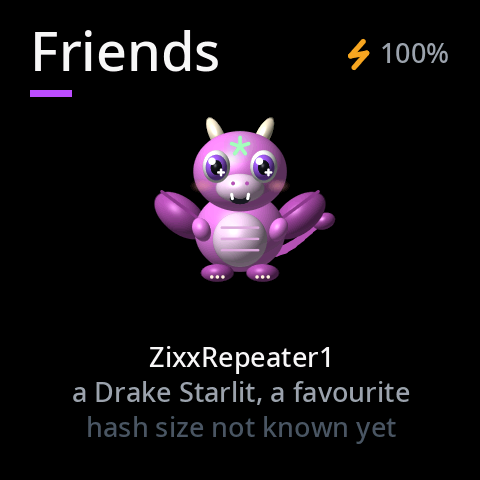 Friends
100%
ZixxRepeater1
a Drake Starlit, a favourite
hash size not known yet